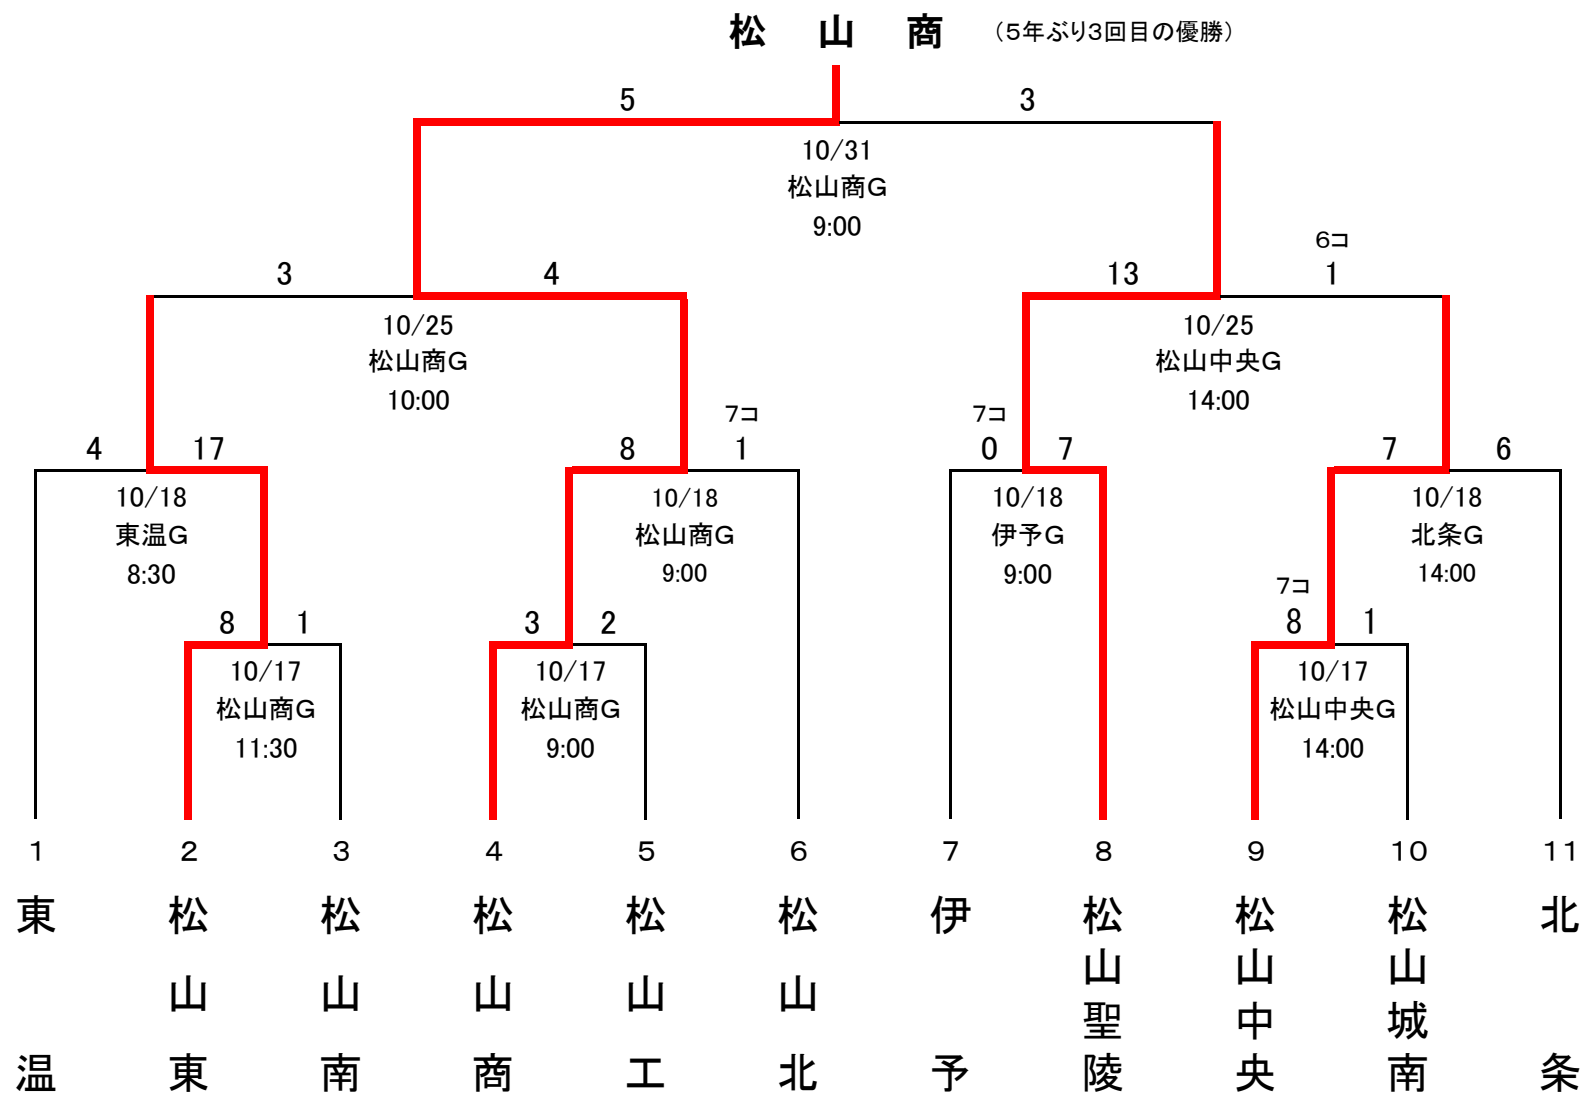 松山商 （５年ぶり３回目の優勝）
5 3
10/31
松山商G
9:00
6コ
3 4 13 1
10/25 10/25
松山商G 松山中央G
10:00 14:00
7コ 7コ
4 17 8 1 0 7 7 6
10/18 10/18 10/18 10/18
東温G 松山商G 伊予G 北条G
8:30 9:00 9:00 14:00
7コ
8 1 3 2 8 1
10/17 10/17 10/17
松山商G 松山商G 松山中央G
11:30 9:00 14:00
1 2 3 4 5 6 7 8 9 10 11
東温
松山東
松山南
松山商
松山工
松山北
伊予
松山聖陵
松山中央
松山城南
北条